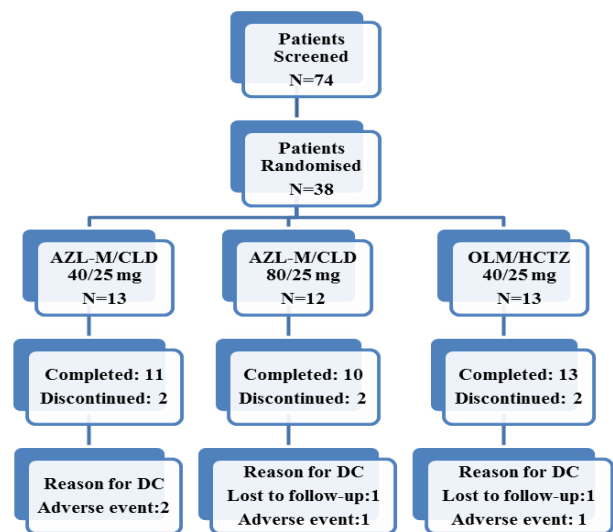 Patients
Screened
N=74
Patients
Randomised
N=38
AZL-M/CLD
40/25 mg
N=13
AZL-M/CLD
80/25 mg
N=12
OLM/HCTZ
40/25 mg
N=13
Completed: 11
Discontinued: 2
Completed: 10
Discontinued: 2
Completed: 13
Discontinued: 2
Reason for DC
Adverse event:2
Reason for DC
Lost to follow-up:1
Adverse event:1
Reason for DC
Lost to follow-up:1
Adverse event: 1